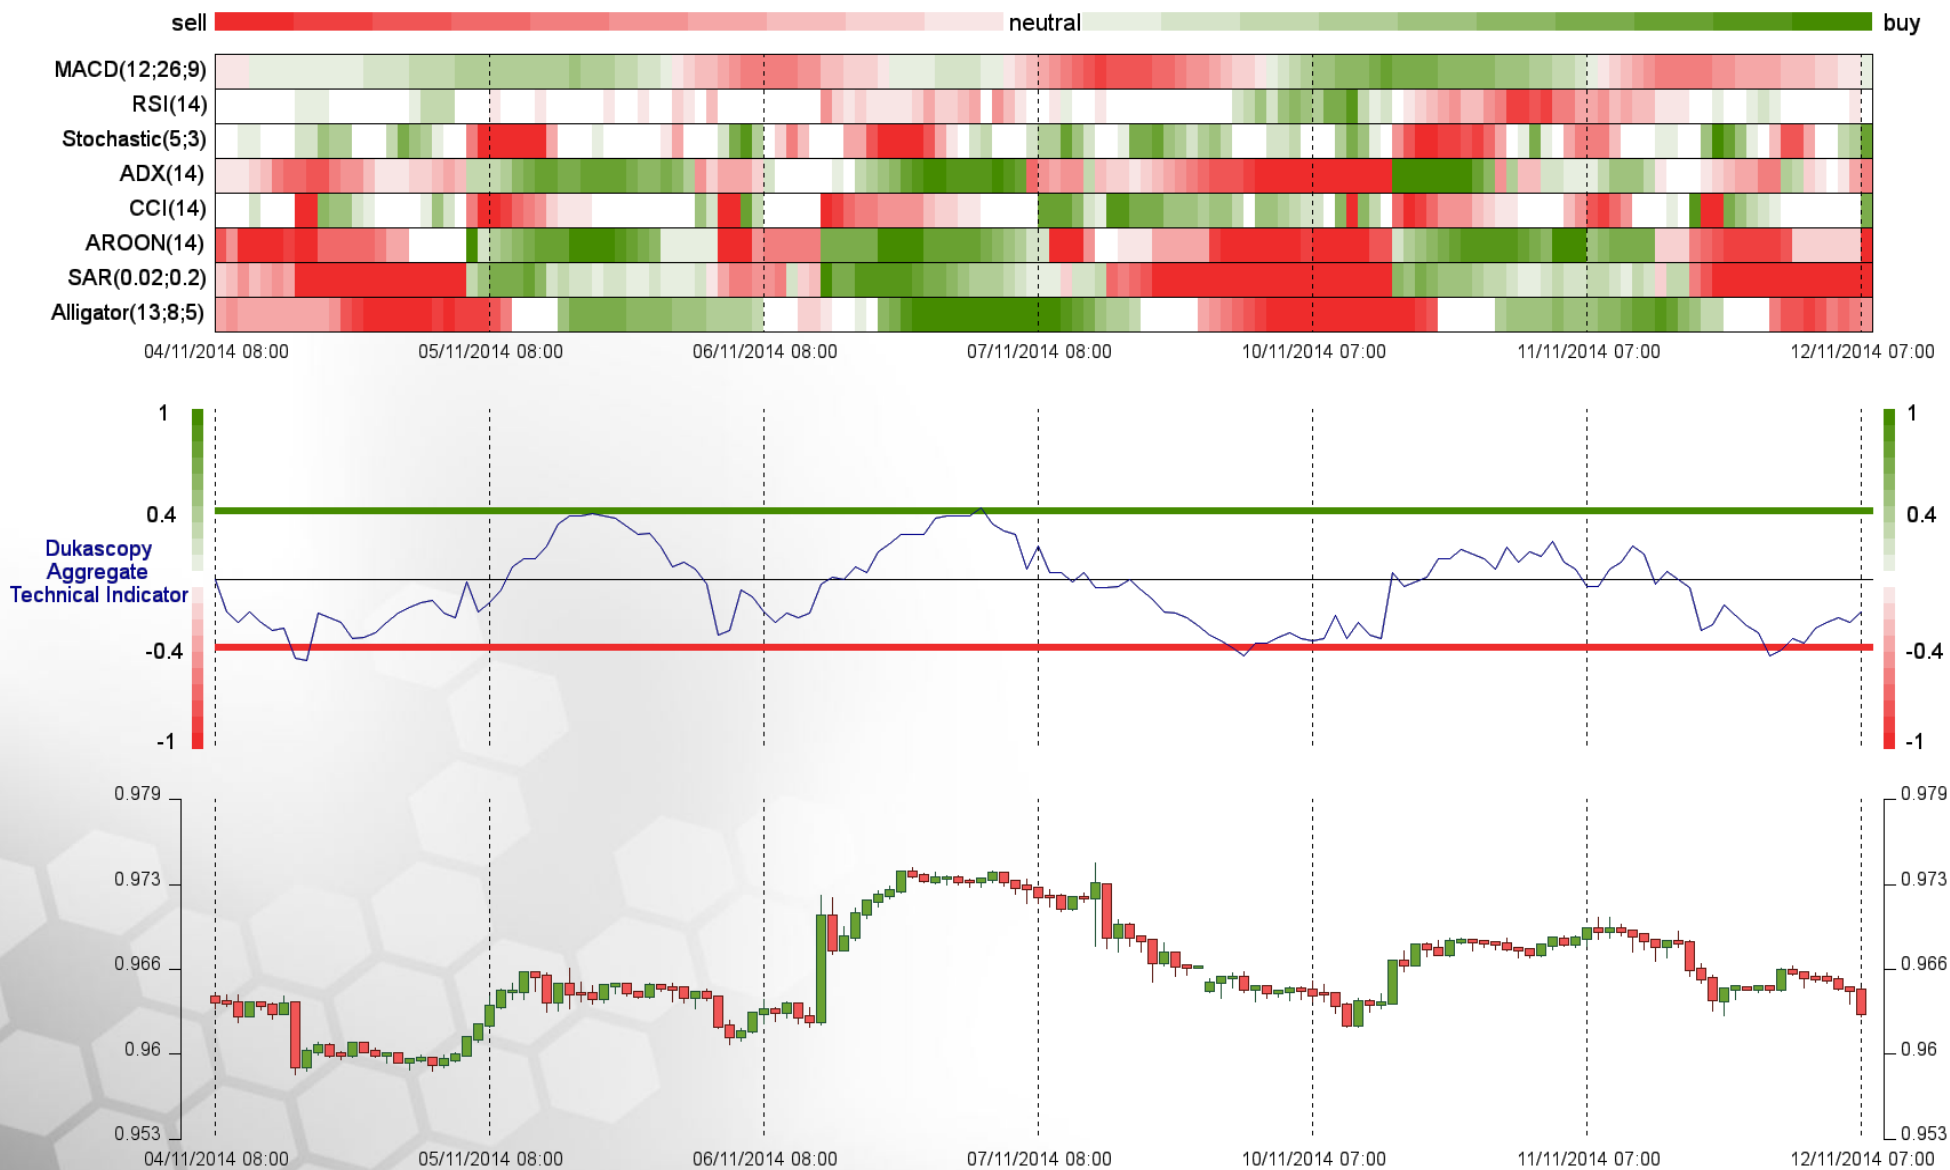 sell neutral buy
MACD(12;26;9)
RSI(14)
Stochastic(5;3)
ADX(14)
CCI(14)
AROON(14)
SAR(0.02;0.2)
Alligator(13;8;5)
04/11/2014 08:00 05/11/2014 08:00 06/11/2014 08:00 07/11/2014 08:00 10/11/2014 07:00 11/11/2014 07:00 12/11/2014 07:00
1 1
0.4 0.4
Dukascopy
Aggregate
Technical Indicator
-0.4 -0.4
-1 -1
0.979 0.979
0.973 0.973
0.966 0.966
0.96 0.96
0.953 0.953
04/11/2014 08:00 05/11/2014 08:00 06/11/2014 08:00 07/11/2014 08:00 10/11/2014 07:00 11/11/2014 07:00 12/11/2014 07:00